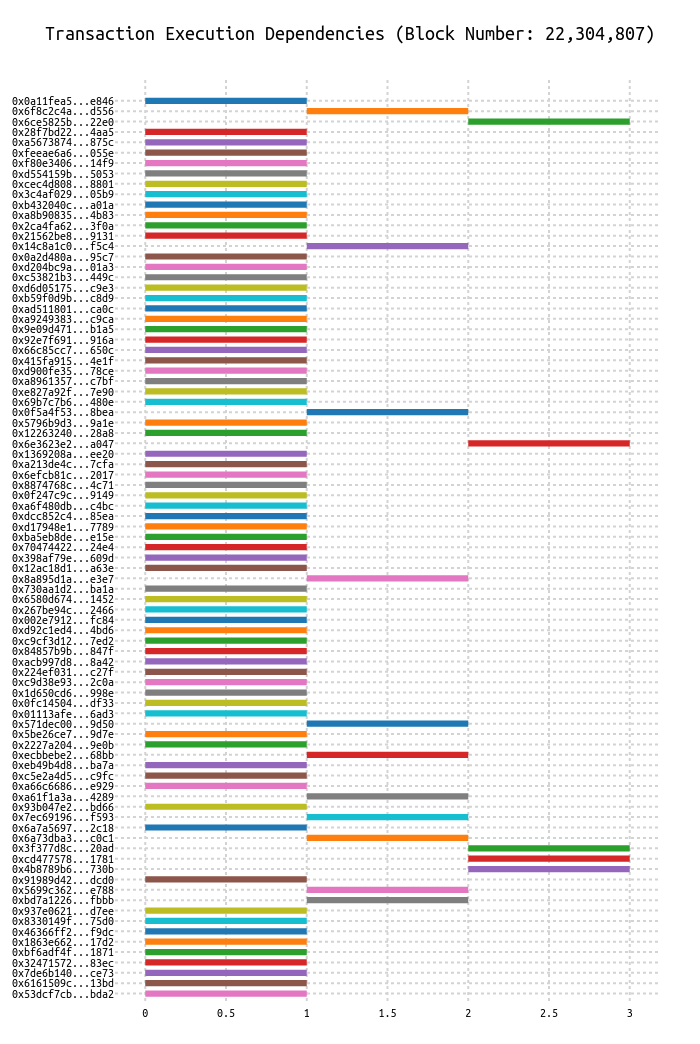 Transaction Execution Dependencies (Block Number: 22,304,807)
0x0a11fea5...e846
0x6f8c2c4a...d556
0x6ce5825b...22e0
0x28f7bd22...4aa5
0xa5673874...875c
0xfeeae6a6...055e
0xf80e3406...14f9
0xd554159b...5053
0xcec4d808...8801
0x3c4af029...05b9
0xb432040c...a01a
0xa8b90835...4b83
0x2ca4fa62...3f0a
0x21562be8...9131
0x14c8a1c0...f5c4
0x0a2d480a...95c7
0xd204bc9a...01a3
0xc53821b3...449c
0xd6d05175...c9e3
0xb59f0d9b...c8d9
0xad511801...ca0c
0xa9249383...c9ca
0x9e09d471...b1a5
0x92e7f691...916a
0x66c85cc7...650c
0x415fa915...4e1f
0xd900fe35...78ce
0xa8961357...c7bf
0xe827a92f...7e90
0x69b7c7b6...480e
0x0f5a4f53...8bea
0x5796b9d3...9a1e
0x12263240...28a8
0x6e3623e2...a047
0x1369208a...ee20
0xa213de4c...7cfa
0x6efcb81c...2017
0x8874768c...4c71
0x0f247c9c...9149
0xa6f480db...c4bc
0xdcc852c4...85ea
0xd17948e1...7789
0xba5eb8de...e15e
0x70474422...24e4
0x398af79e...609d
0x12ac18d1...a63e
0x8a895d1a...e3e7
0x730aa1d2...ba1a
0x6580d674...1452
0x267be94c...2466
0x002e7912...fc84
0xd92c1ed4...4bd6
0xc9cf3d12...7ed2
0x84857b9b...847f
0xacb997d8...8a42
0x224ef031...c27f
0xc9d38e93...2c0a
0x1d650cd6...998e
0x0fc14504...df33
0x01113afe...6ad3
0x571dec00...9d50
0x5be26ce7...9d7e
0x2227a204...9e0b
0xecbbebe2...68bb
0xeb49b4d8...ba7a
0xc5e2a4d5...c9fc
0xa66c6686...e929
0xa61f1a3a...4289
0x93b047e2...bd66
0x7ec69196...f593
0x6a7a5697...2c18
0x6a73dba3...c0c1
0x3f377d8c...20ad
0xcd477578...1781
0x4b8789b6...730b
0x91989d42...dcd0
0x5699c362...e788
0xbd7a1226...fbbb
0x937e0621...d7ee
0x8330149f...75d0
0x46366ff2...f9dc
0x1863e662...17d2
0xbf6adf4f...1871
0x32471572...83ec
0x7de6b140...ce73
0x6161509c...13bd
0x53dcf7cb...bda2
0 0.5 1 1.5 2 2.5 3